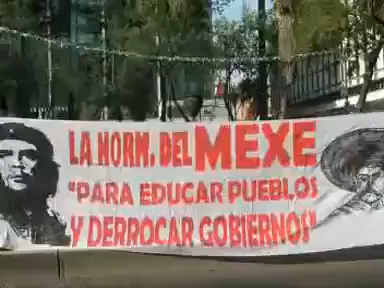 LA NORM. DEL MEXE
"PARA EDUCAR PUEBLOS
Y DERROCAR GOBIERNOS"